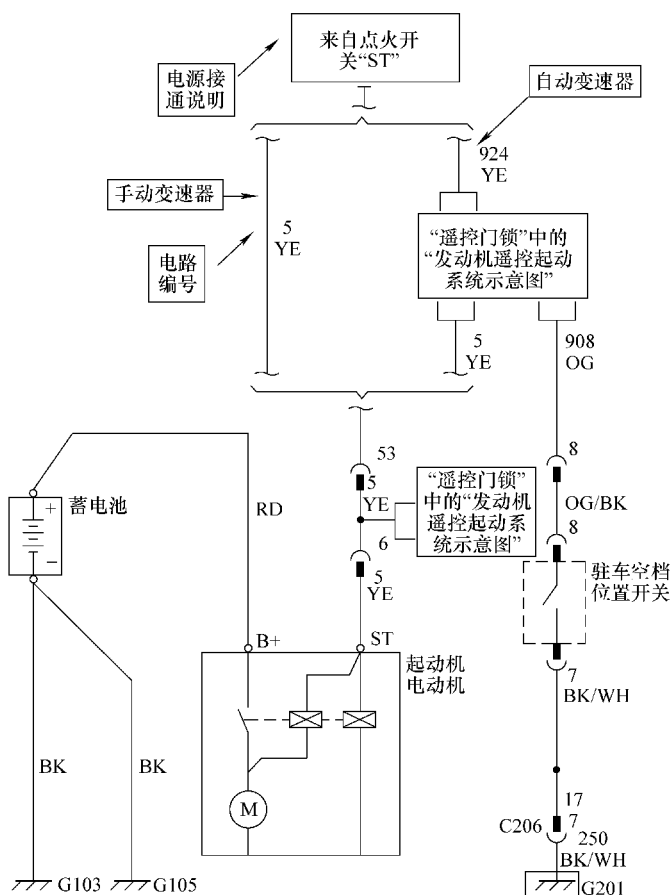 来自点火开
关“ST”
电源接
通说明
自动变速器
924
YE
手动变速器
5
YE
“遥控门锁”中的
“发动机遥控起动
系统示意图”
电路
编号
5
YE
908
OG
53
8
5
YE
“遥控门锁”
中的“发动机
遥控起动系
统示意图”
OG/BK
RD
+
蓄电池
−
6
8
5
YE
驻车空档
位置开关
B+
ST
起动机
电动机
7
BK/WH
BK
BK
M
17
C206
7
250
BK/WH
G103
G105
G201